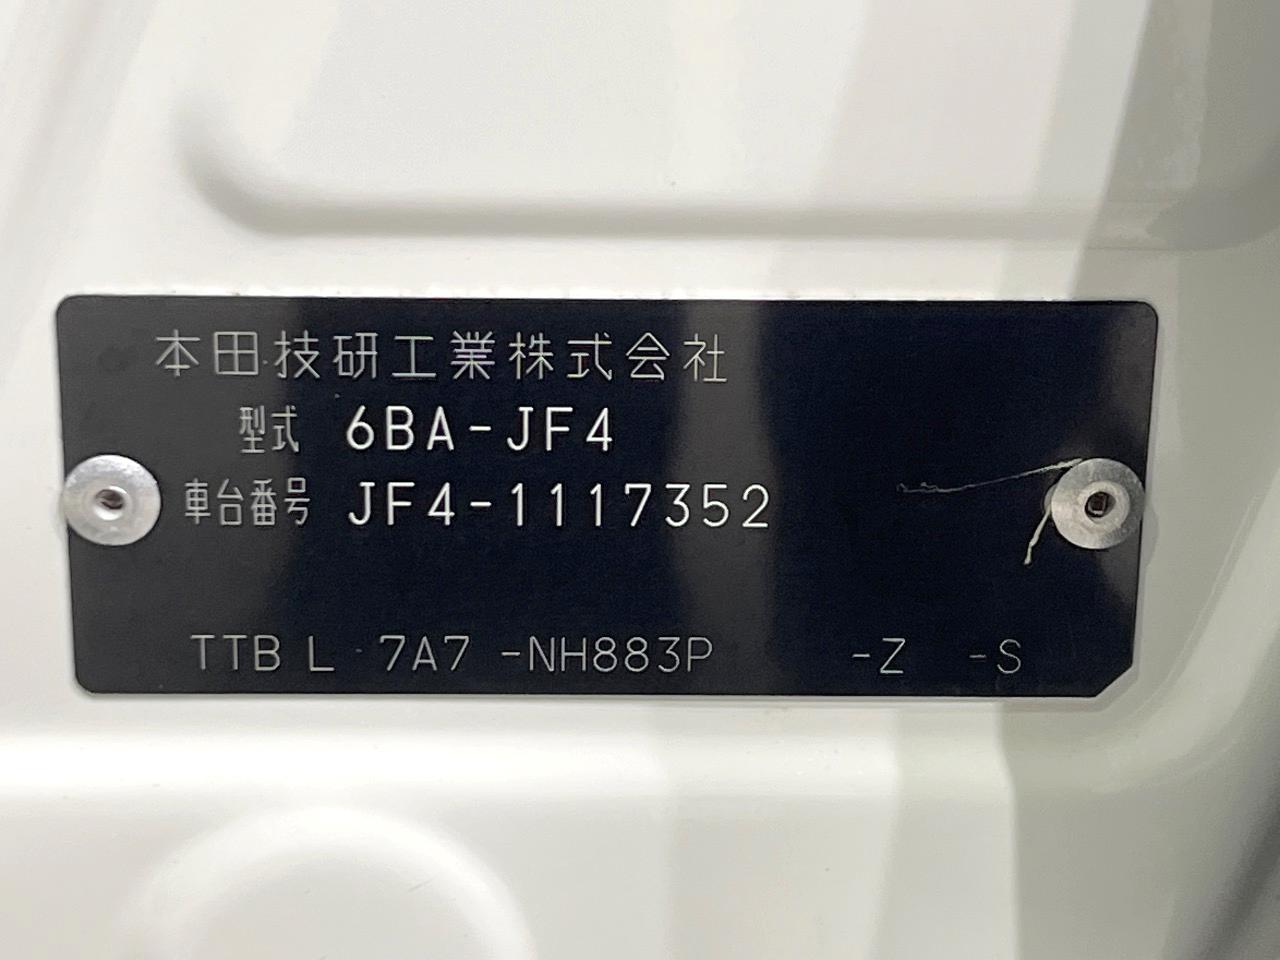 本田技研工業株式会社
型式 6BA-JF4
車台番号 JF4-1117352
TTB L 7A7 -NH883P -Z -S